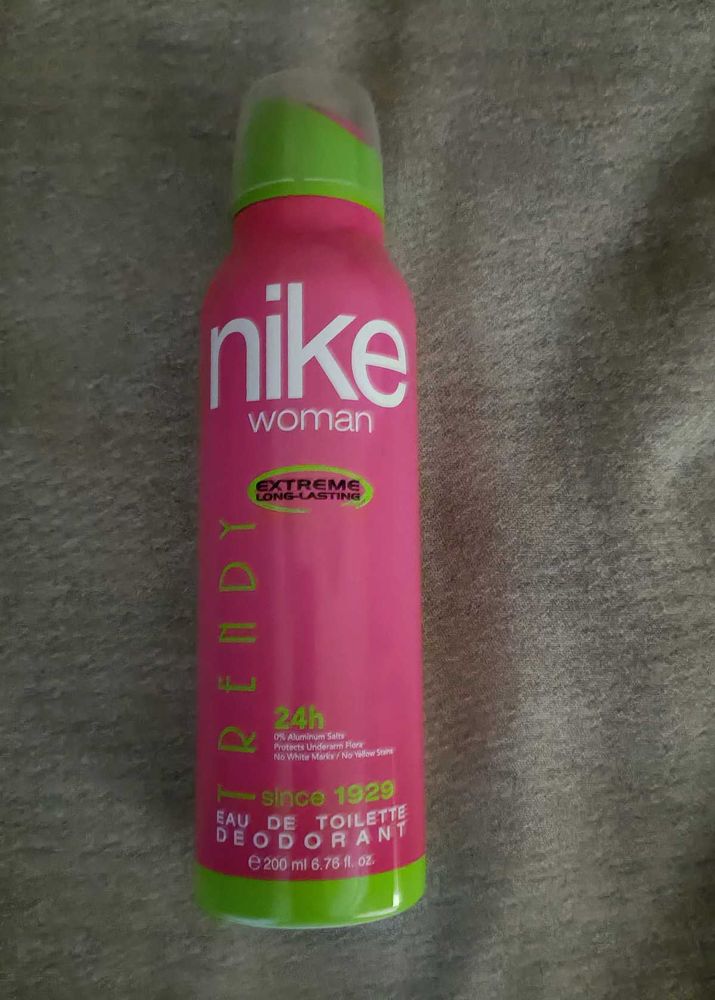 nike
woman
EXTREME
LONG-LASTING
TRENDY
24h
0% Aluminum Salts
Protects Underarm Flora
No White Marks / No Yellow Stains
since 1929
EAU DE TOILETTE
DEODORANT
e 200 ml 6.76 fl. oz.